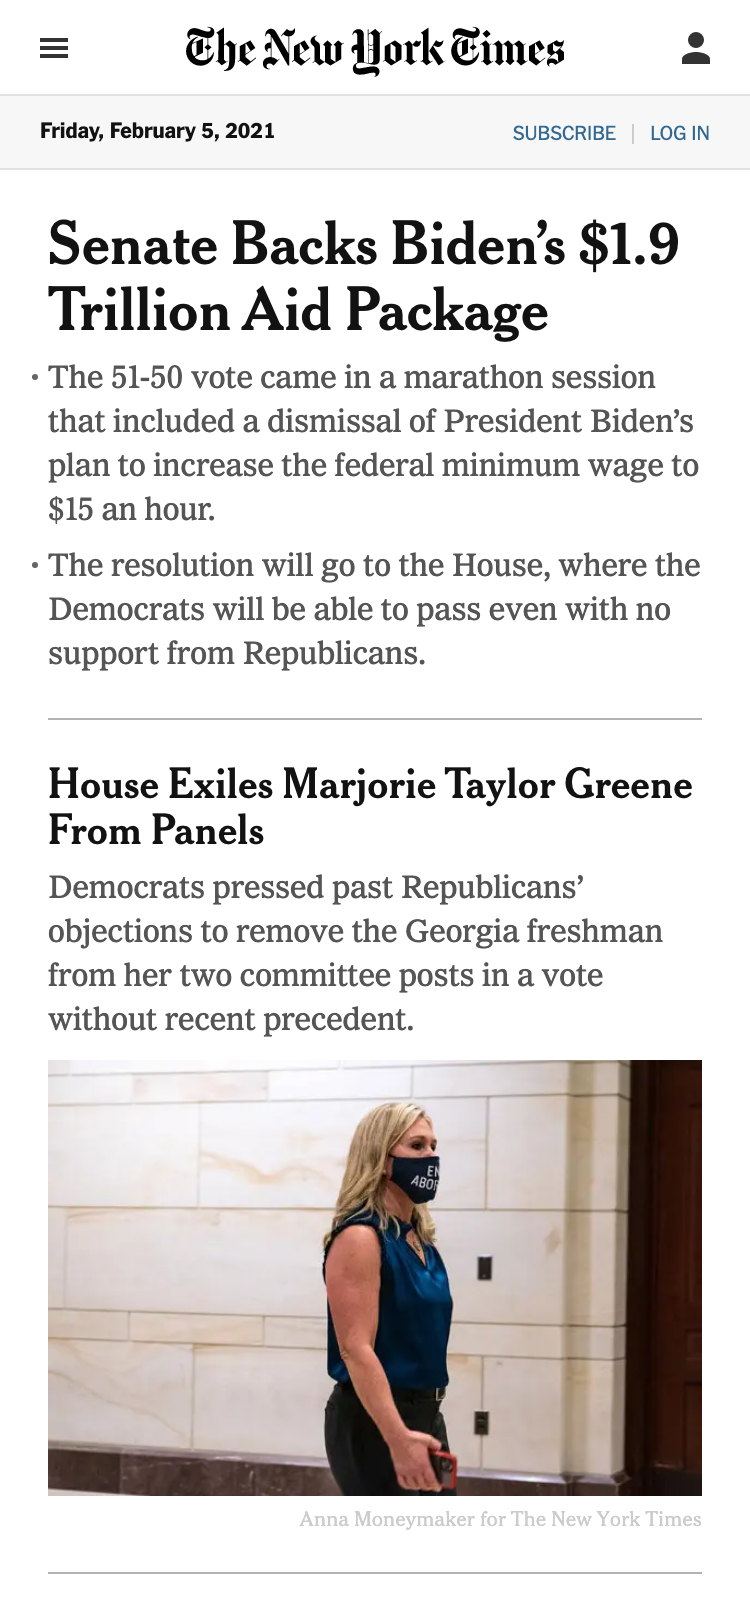 The New York Times
Friday, February 5, 2021
SUBSCRIBE | LOG IN
Senate Backs Biden’s $1.9
Trillion Aid Package
• The 51-50 vote came in a marathon session
that included a dismissal of President Biden’s
plan to increase the federal minimum wage to
$15 an hour.
• The resolution will go to the House, where the
Democrats will be able to pass even with no
support from Republicans.
House Exiles Marjorie Taylor Greene
From Panels
Democrats pressed past Republicans’
objections to remove the Georgia freshman
from her two committee posts in a vote
without recent precedent.
EN
ABOR
Anna Moneymaker for The New York Times